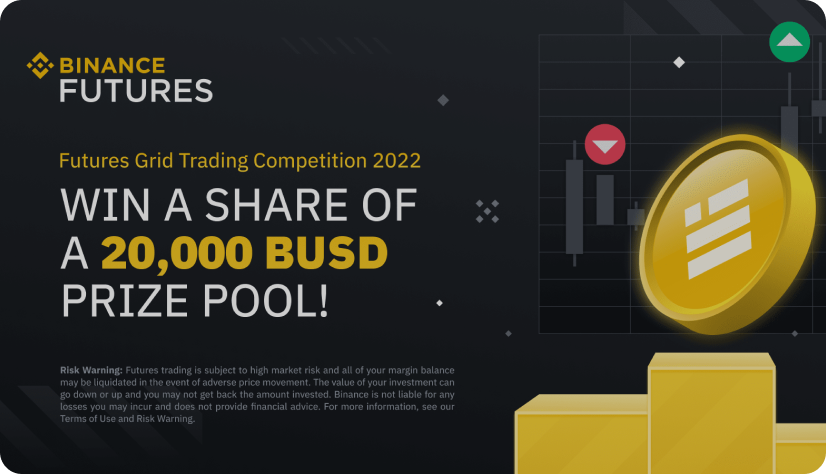 BINANCE
FUTURES
Futures Grid Trading Competition 2022
WIN A SHARE OF
A 20,000 BUSD
PRIZE POOL!
Risk Warning: Futures trading is subject to high market risk and all of your margin balance
may be liquidated in the event of adverse price movement. The value of your investment can
go down or up and you may not get back the amount invested. Binance is not liable for any
losses you may incur and does not provide financial advice. For more information, see our
Terms of Use and Risk Warning.